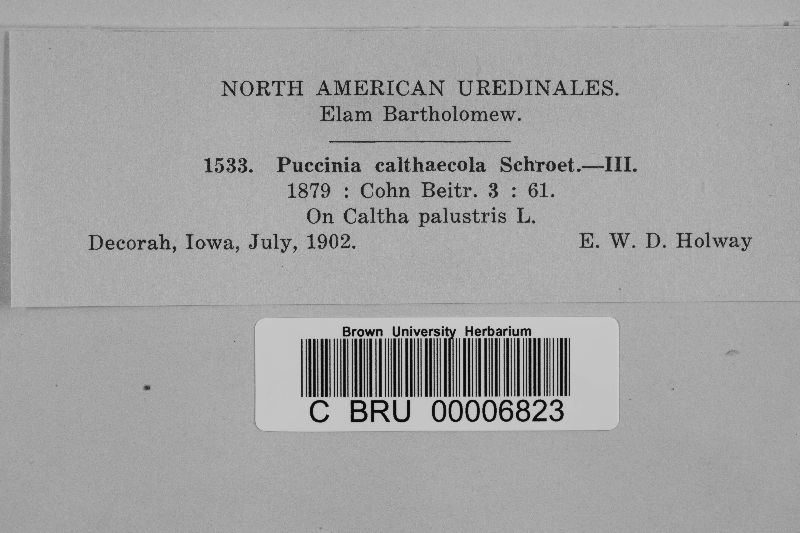 NORTH AMERICAN UREDINALES.
Elam Bartholomew.
1533. Puccinia calthaecola Schroet.—III.
1879 : Cohn Beitr. 3 : 61.
On Caltha palustris L.
Decorah, Iowa, July, 1902. E. W. D. Holway
Brown University Herbarium
C BRU 00006823